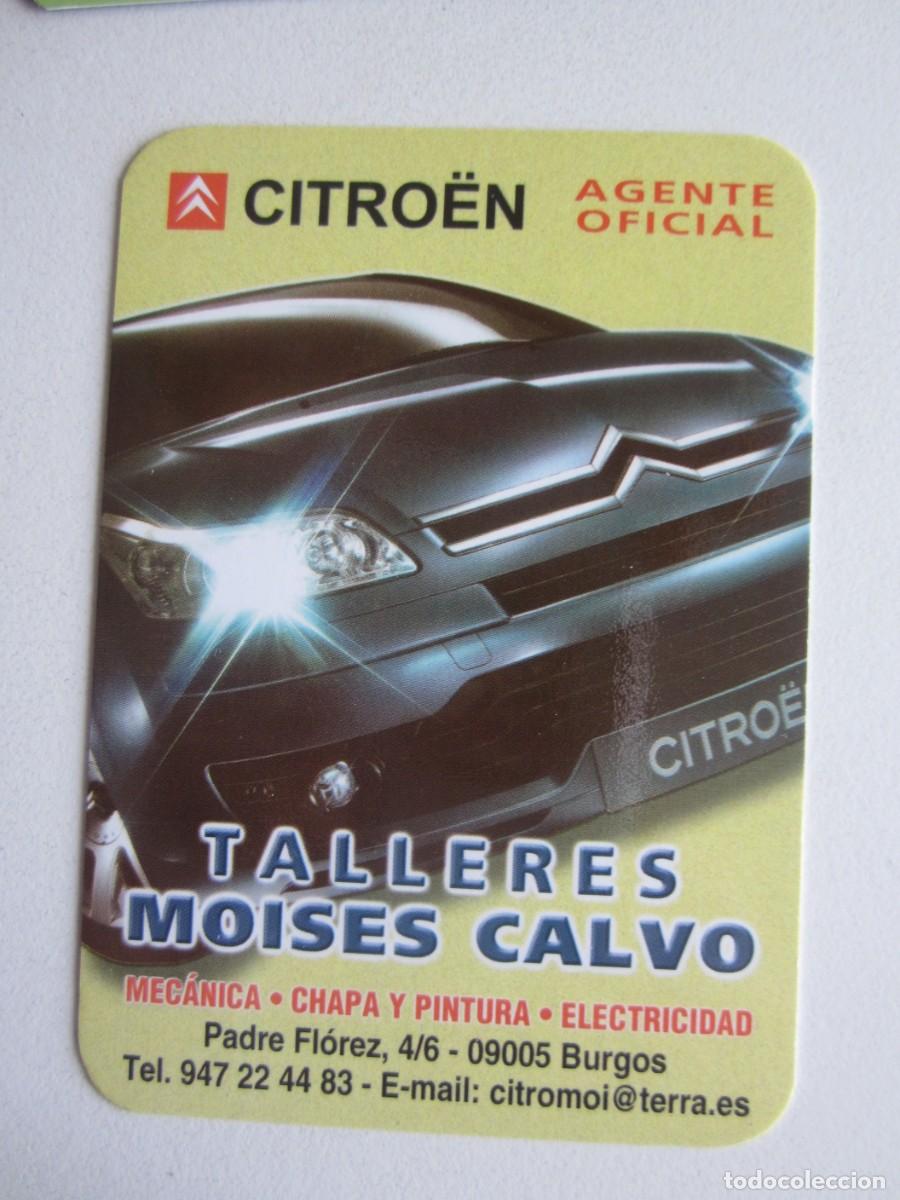 CITROËN
AGENTE
OFICIAL
CITROË
TALLERES
MOISES CALVO
MECÁNICA • CHAPA Y PINTURA • ELECTRICIDAD
Padre Flórez, 4/6 - 09005 Burgos
Tel. 947 22 44 83 - E-mail: citromoi@terra.es
todocoleccion